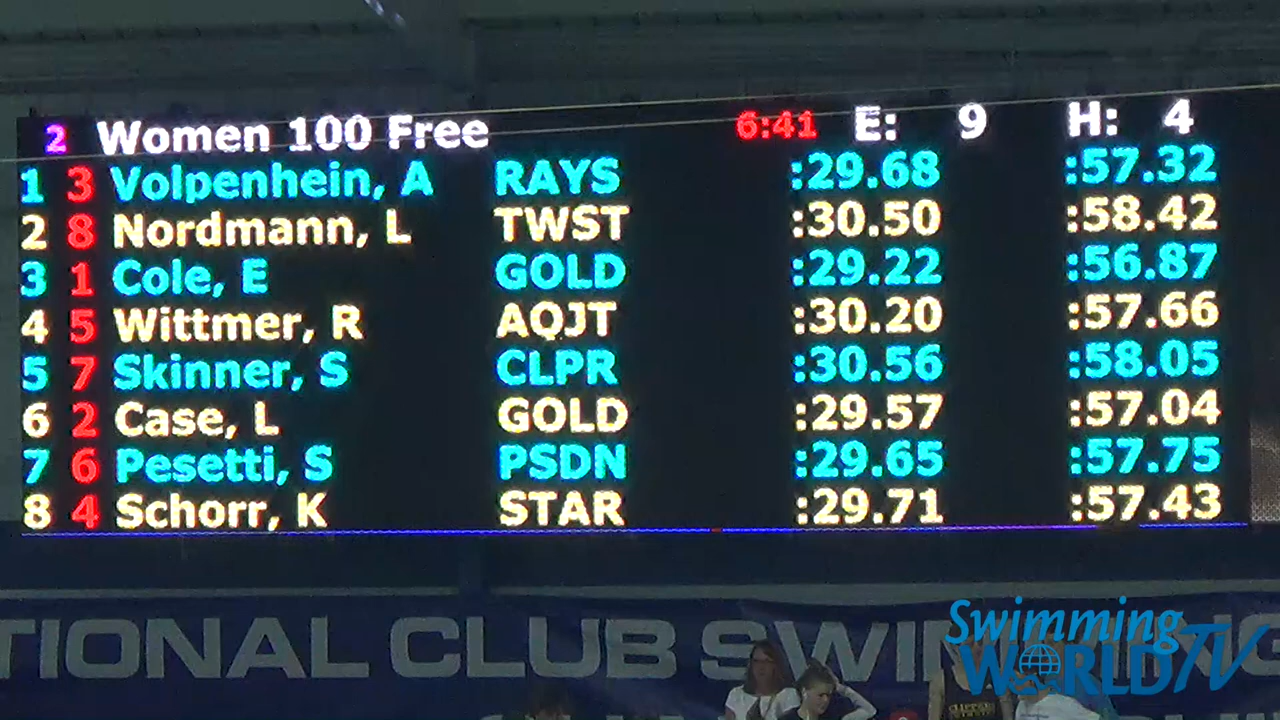 2 Women 100 Free 6:41 E: 9 H: 4
1 3 Volpenhein, A RAYS :29.68 :57.32
2 8 Nordmann, L TWST :30.50 :58.42
3 1 Cole, E GOLD :29.22 :56.87
4 5 Wittmer, R AQJT :30.20 :57.66
5 7 Skinner, S CLPR :30.56 :58.05
6 2 Case, L GOLD :29.57 :57.04
7 6 Pesetti, S PSDN :29.65 :57.75
8 4 Schorr, K STAR :29.71 :57.43
TIONAL CLUB SWIM
Swimming
WORLD TV